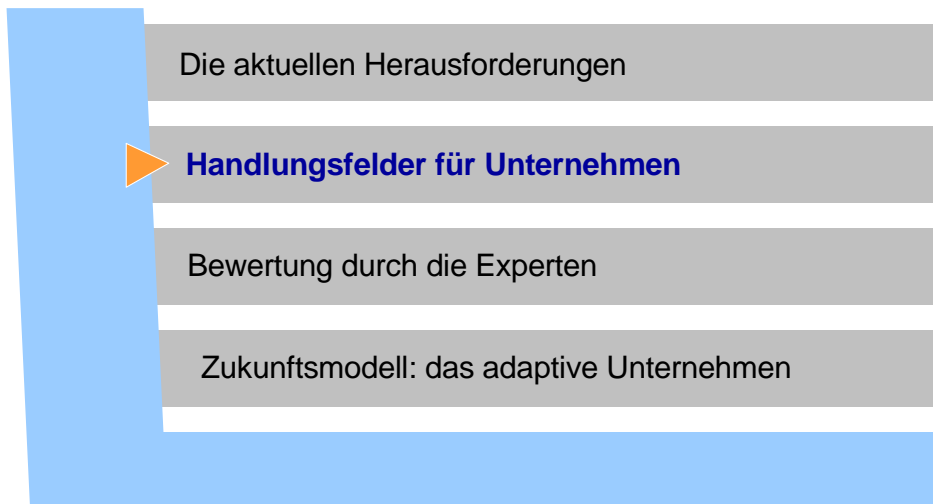 Die aktuellen Herausforderungen
Handlungsfelder für Unternehmen
Bewertung durch die Experten
Zukunftsmodell: das adaptive Unternehmen